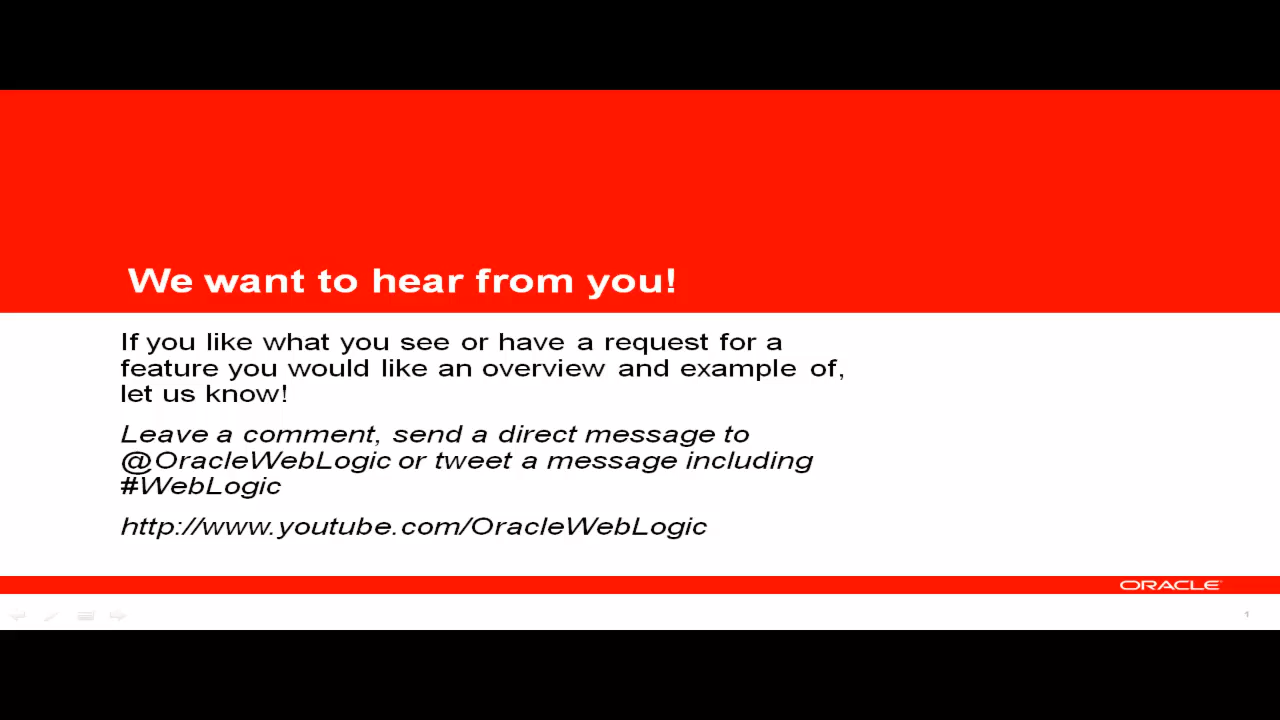 We want to hear from you!
If you like what you see or have a request for a
feature you would like an overview and example of,
let us know!
Leave a comment, send a direct message to
@OracleWebLogic or tweet a message including
#WebLogic
http://www.youtube.com/OracleWebLogic
ORACLE
1